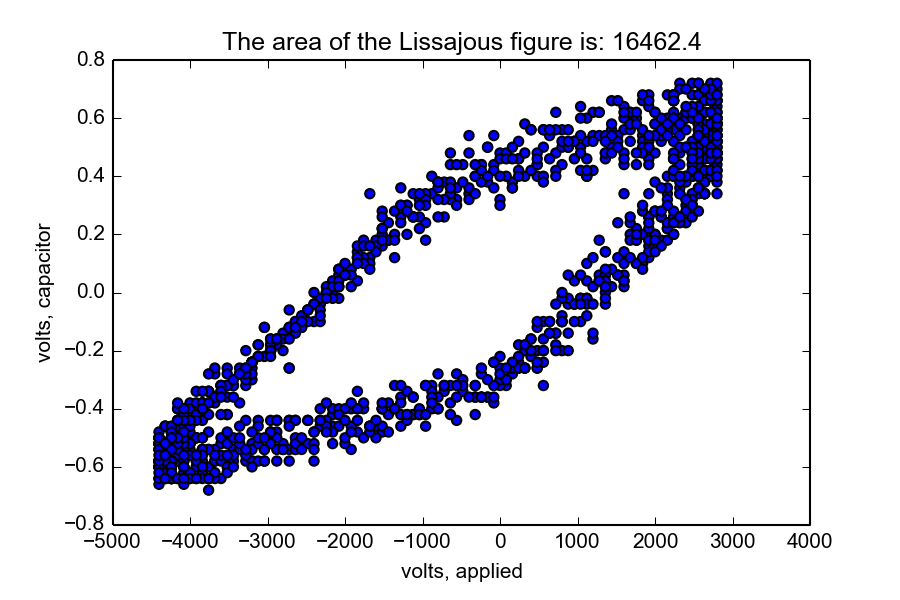 The area of the Lissajous figure is: 16462.4
0.8
0.6
0.4
0.2
0.0
−0.2
−0.4
−0.6
−0.8
volts, capacitor
−5000 −4000 −3000 −2000 −1000 0 1000 2000 3000 4000
volts, applied